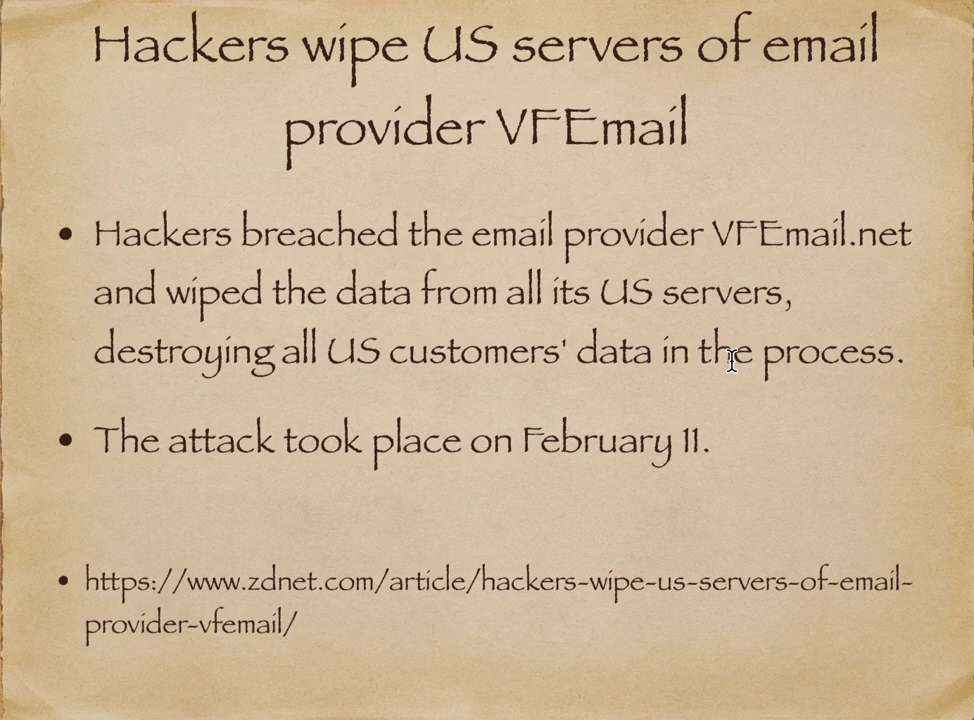 Hackers wipe US servers of email
provider VFEmail
• Hackers breached the email provider VFEmail.net
and wiped the data from all its US servers,
destroying all US customers' data in the process.
• The attack took place on February 11.
• https://www.zdnet.com/article/hackers-wipe-us-servers-of-email-
provider-vfemail/